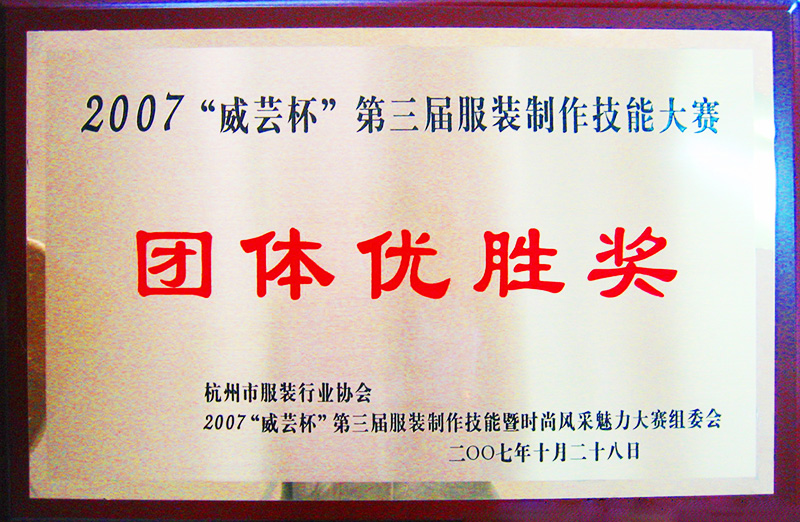 2007“威芸杯”第三届服装制作技能大赛
团体优胜奖
杭州市服装行业协会
2007“威芸杯”第三届服装制作技能暨时尚风采魅力大赛组委会
二〇〇七年十月二十八日